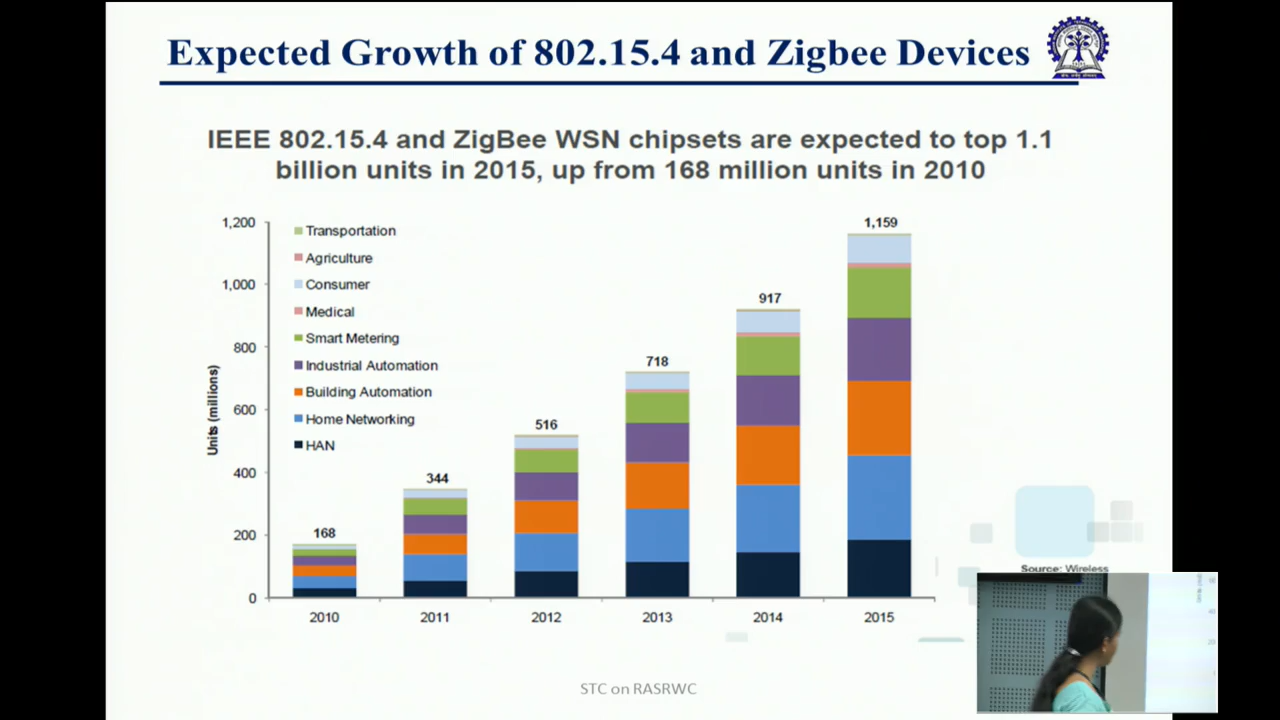 Expected Growth of 802.15.4 and Zigbee Devices
IEEE 802.15.4 and ZigBee WSN chipsets are expected to top 1.1
billion units in 2015, up from 168 million units in 2010
Units (millions)
1,200
1,000
800
600
400
200
0
Transportation
Agriculture
Consumer
Medical
Smart Metering
Industrial Automation
Building Automation
Home Networking
HAN
168
344
516
718
917
1,159
2010
2011
2012
2013
2014
2015
Source: Wireless
STC on RASRWC